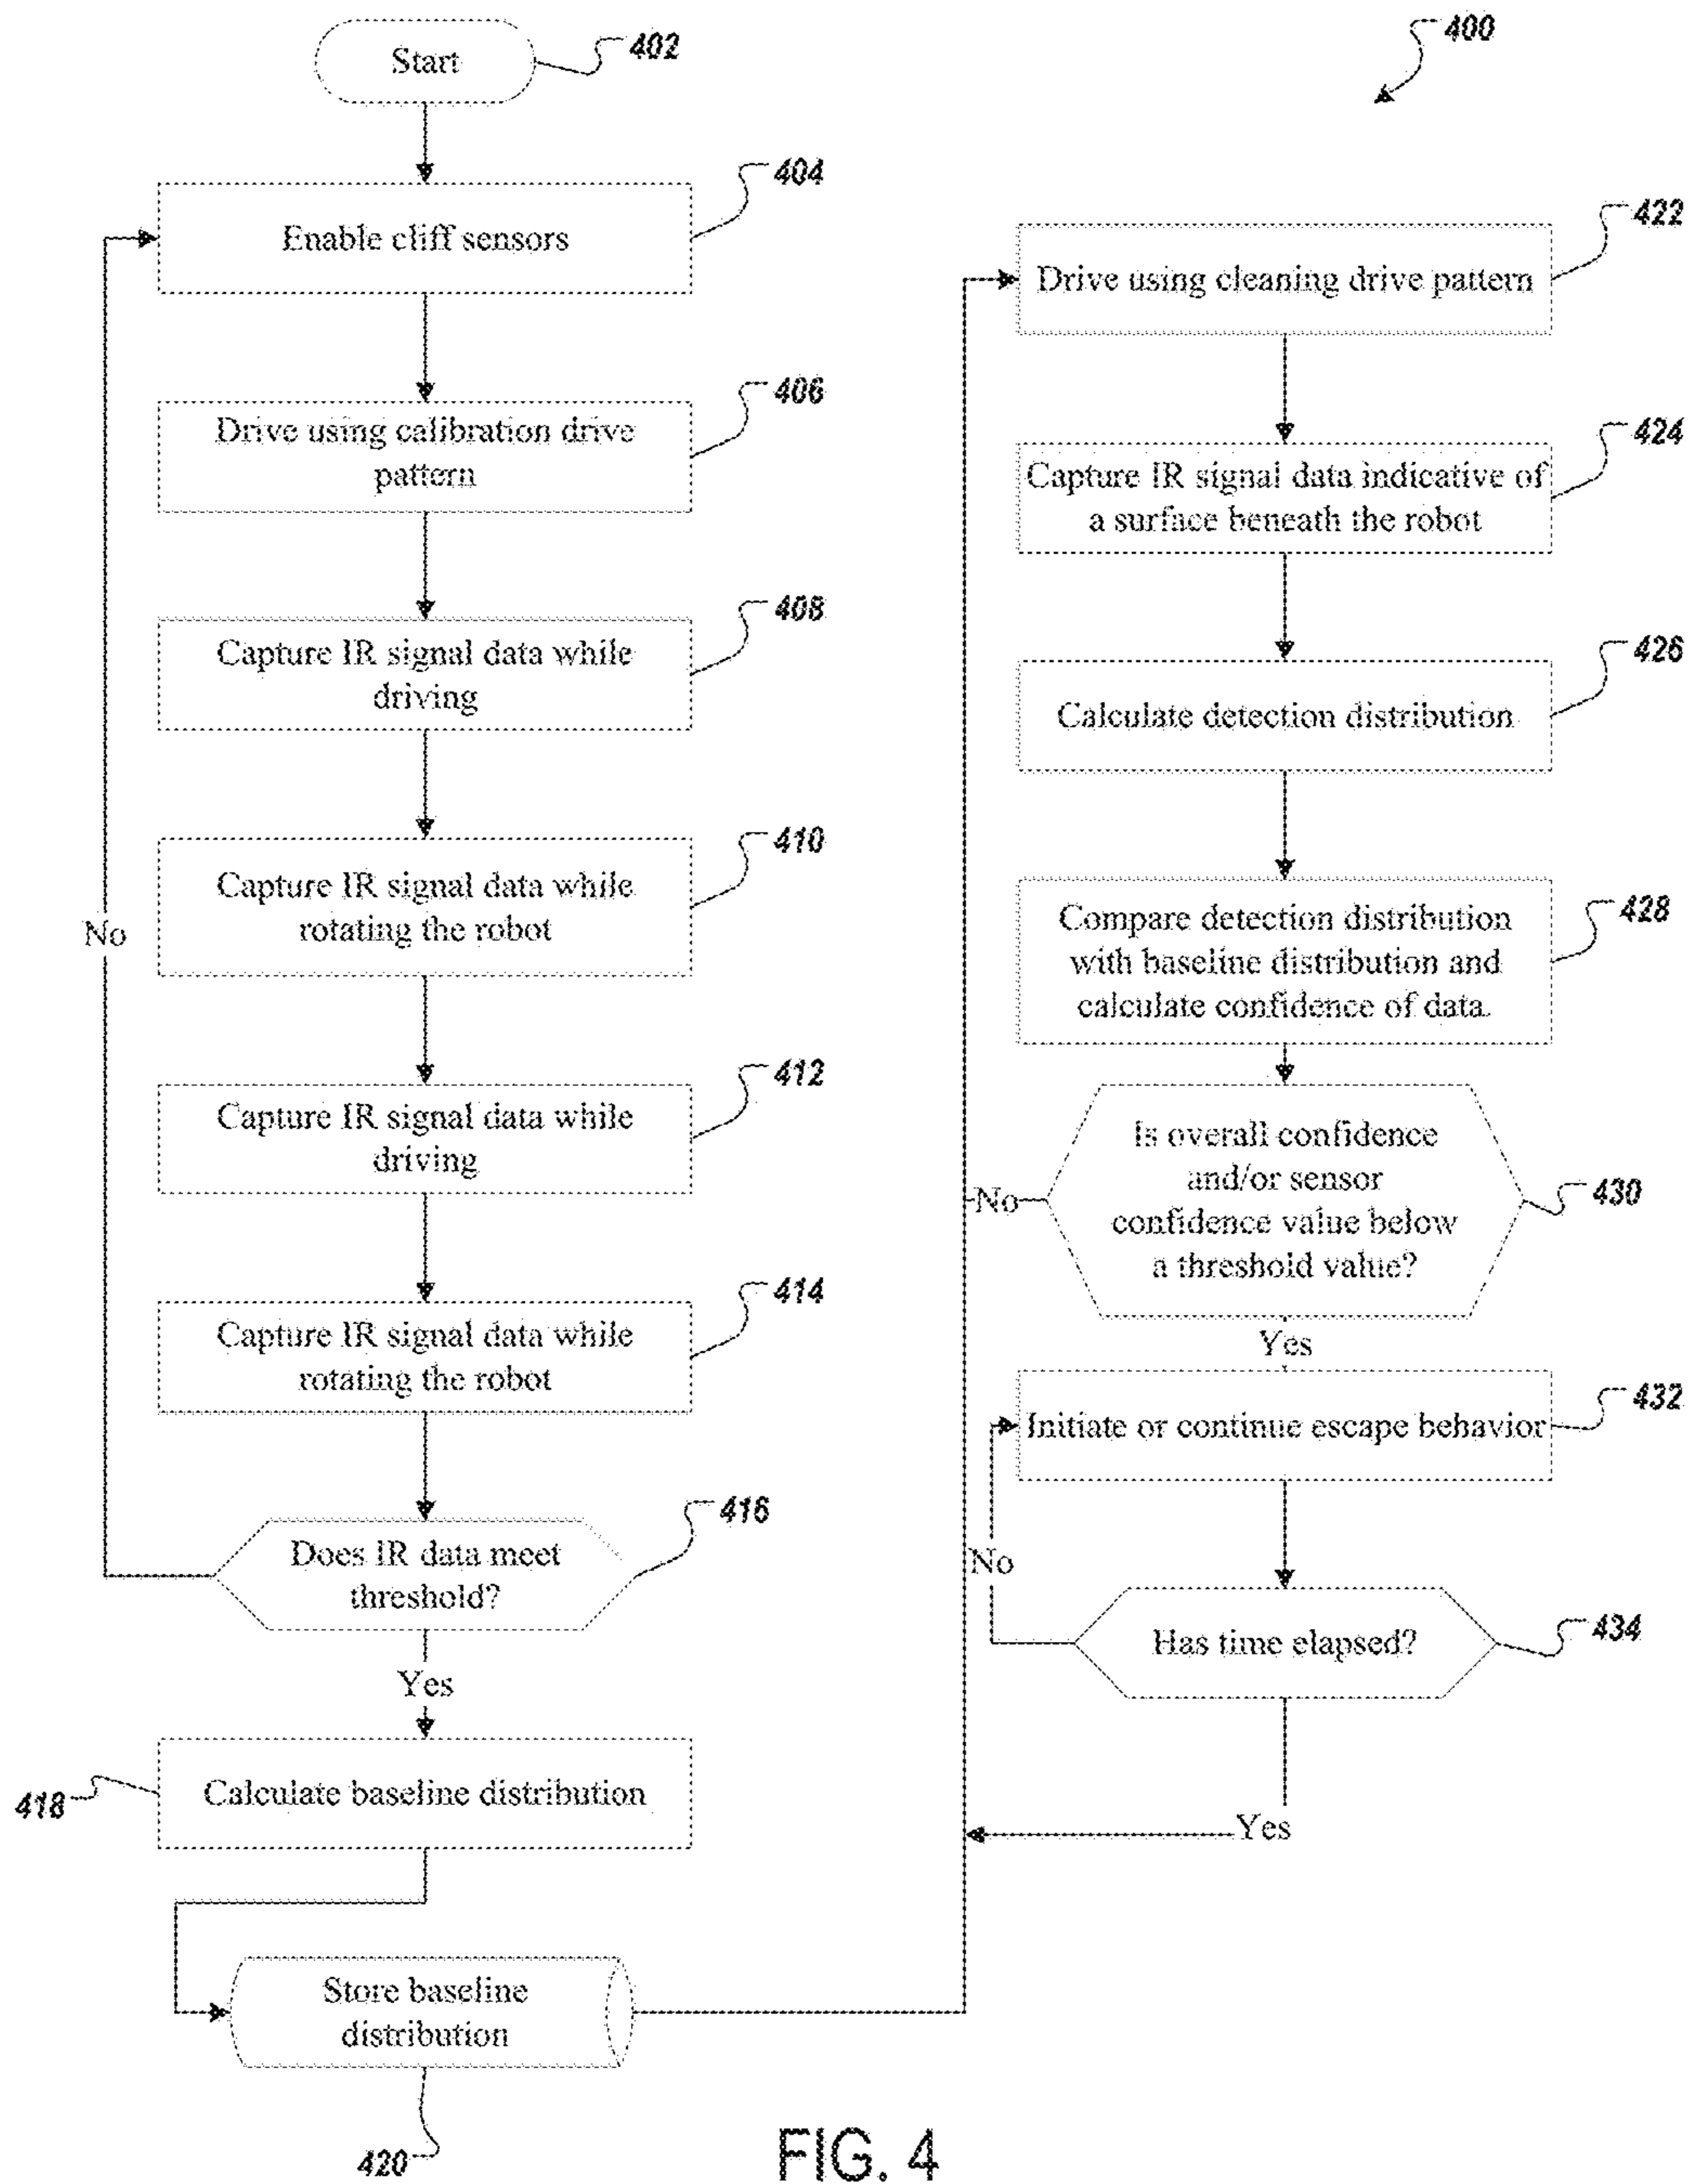 Start
402
400
Enable cliff sensors
404
Drive using calibration drive
pattern
406
Capture IR signal data while
driving
408
Capture IR signal data while
rotating the robot
410
Capture IR signal data while
driving
412
Capture IR signal data while
rotating the robot
414
Does IR data meet
threshold?
416
No
Yes
Calculate baseline distribution
418
Store baseline
distribution
420
Drive using cleaning drive pattern
422
Capture IR signal data indicative of
a surface beneath the robot
424
Calculate detection distribution
426
Compare detection distribution
with baseline distribution and
calculate confidence of data.
428
Is overall confidence
and/or sensor
confidence value below
a threshold value?
430
No
Yes
Initiate or continue escape behavior
432
No
Has time elapsed?
434
Yes
FIG. 4